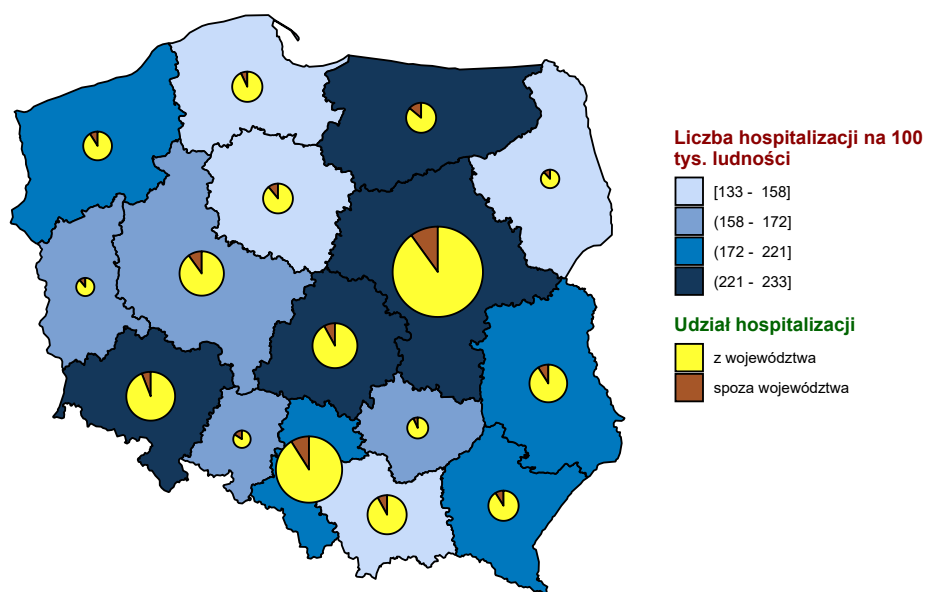 Liczba hospitalizacji na 100
tys. ludności
[133 - 158]
(158 - 172]
(172 - 221]
(221 - 233]
Udział hospitalizacji
z województwa
spoza województwa